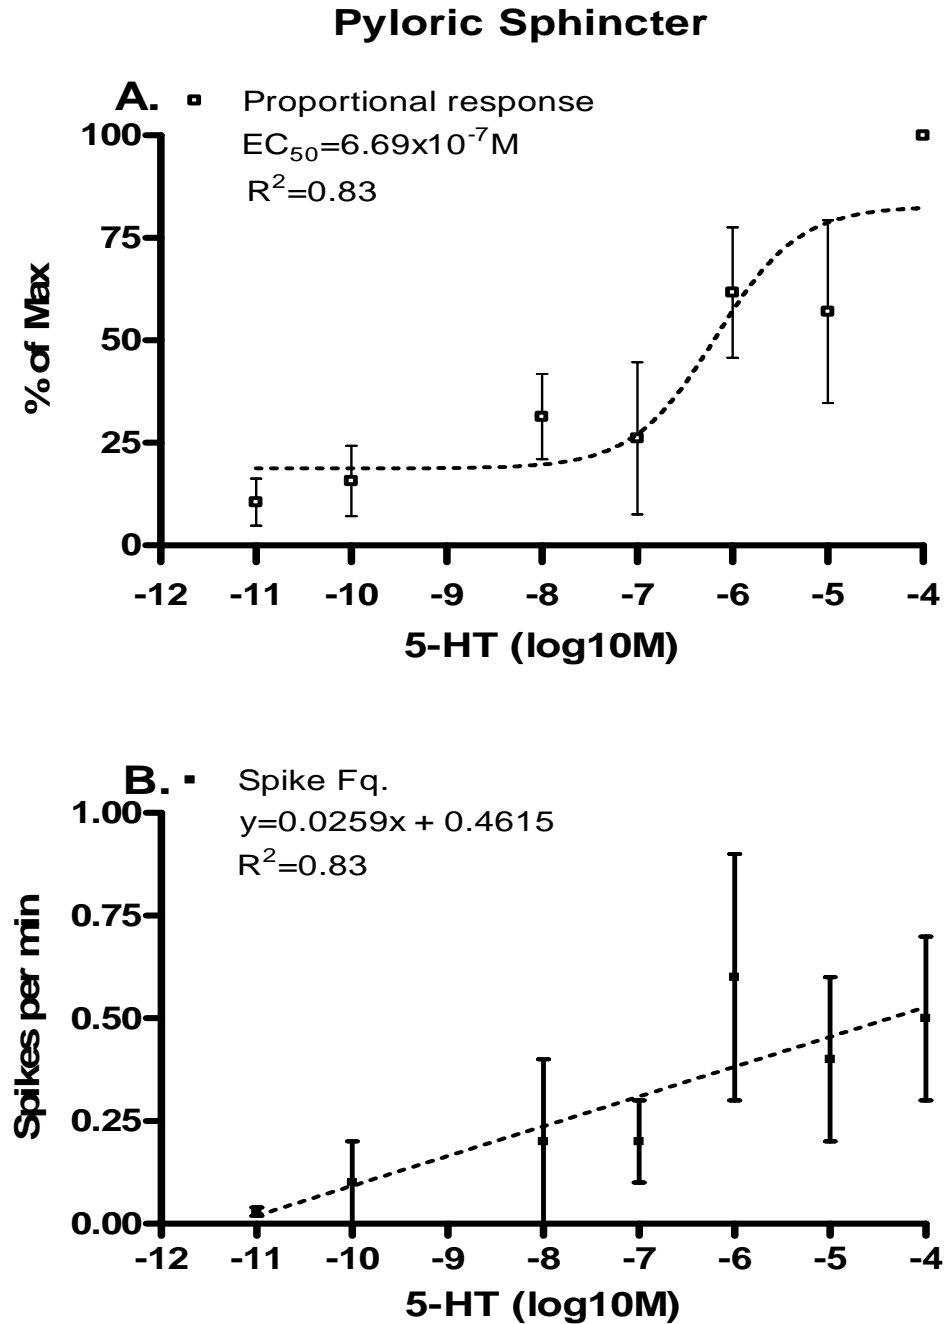 Pyloric Sphincter
A. Proportional response
EC50=6.69x10-7M
R2=0.83
100
75
50
25
0
% of Max
-12 -11 -10 -9 -8 -7 -6 -5 -4
5-HT (log10M)
B. Spike Fq.
y=0.0259x + 0.4615
R2=0.83
1.00
0.75
0.50
0.25
0.00
Spikes per min
-12 -11 -10 -9 -8 -7 -6 -5 -4
5-HT (log10M)